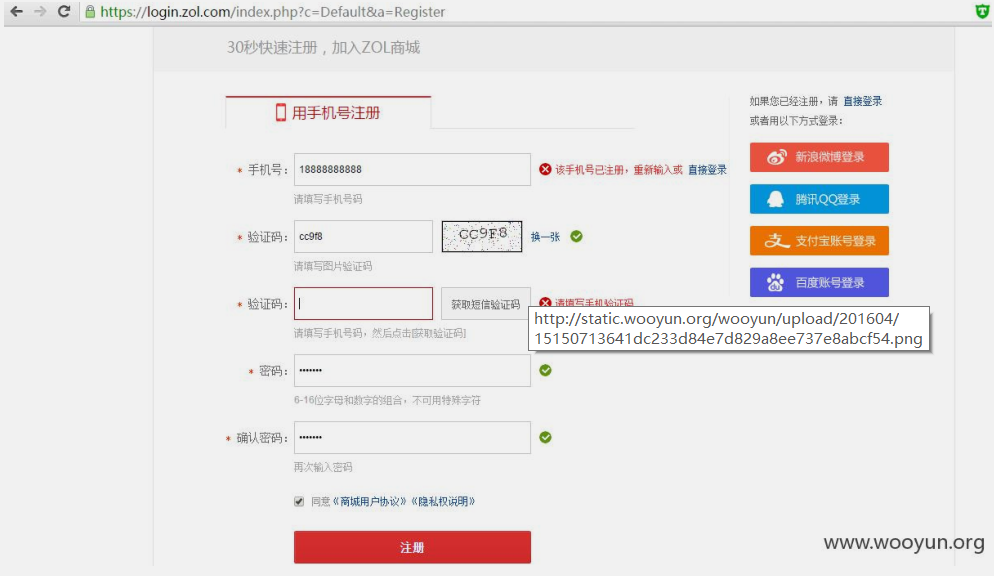 https://login.zol.com/index.php?c=Default&a=Register
30秒快速注册，加入ZOL商城
用手机号注册
* 手机号： 18888888888 该手机号已注册，重新输入或 直接登录
请填写手机号码
* 验证码： cc9f8 CC9F8 换一张
请填写图片验证码
* 验证码： 获取短信验证码 请填写手机验证码
请填写手机号码，然后点击[获取验证码]
* 密码： •••••••
6-16位字母和数字的组合，不可用特殊字符
* 确认密码： •••••••
再次输入密码
同意《商城用户协议》《隐私权说明》
注册
如果您已经注册，请 直接登录
或者用以下方式登录：
新浪微博登录
腾讯QQ登录
支付宝账号登录
百度账号登录
http://static.wooyun.org/wooyun/upload/201604/
15150713641dc233d84e7d829a8ee737e8abcf54.png
www.wooyun.org